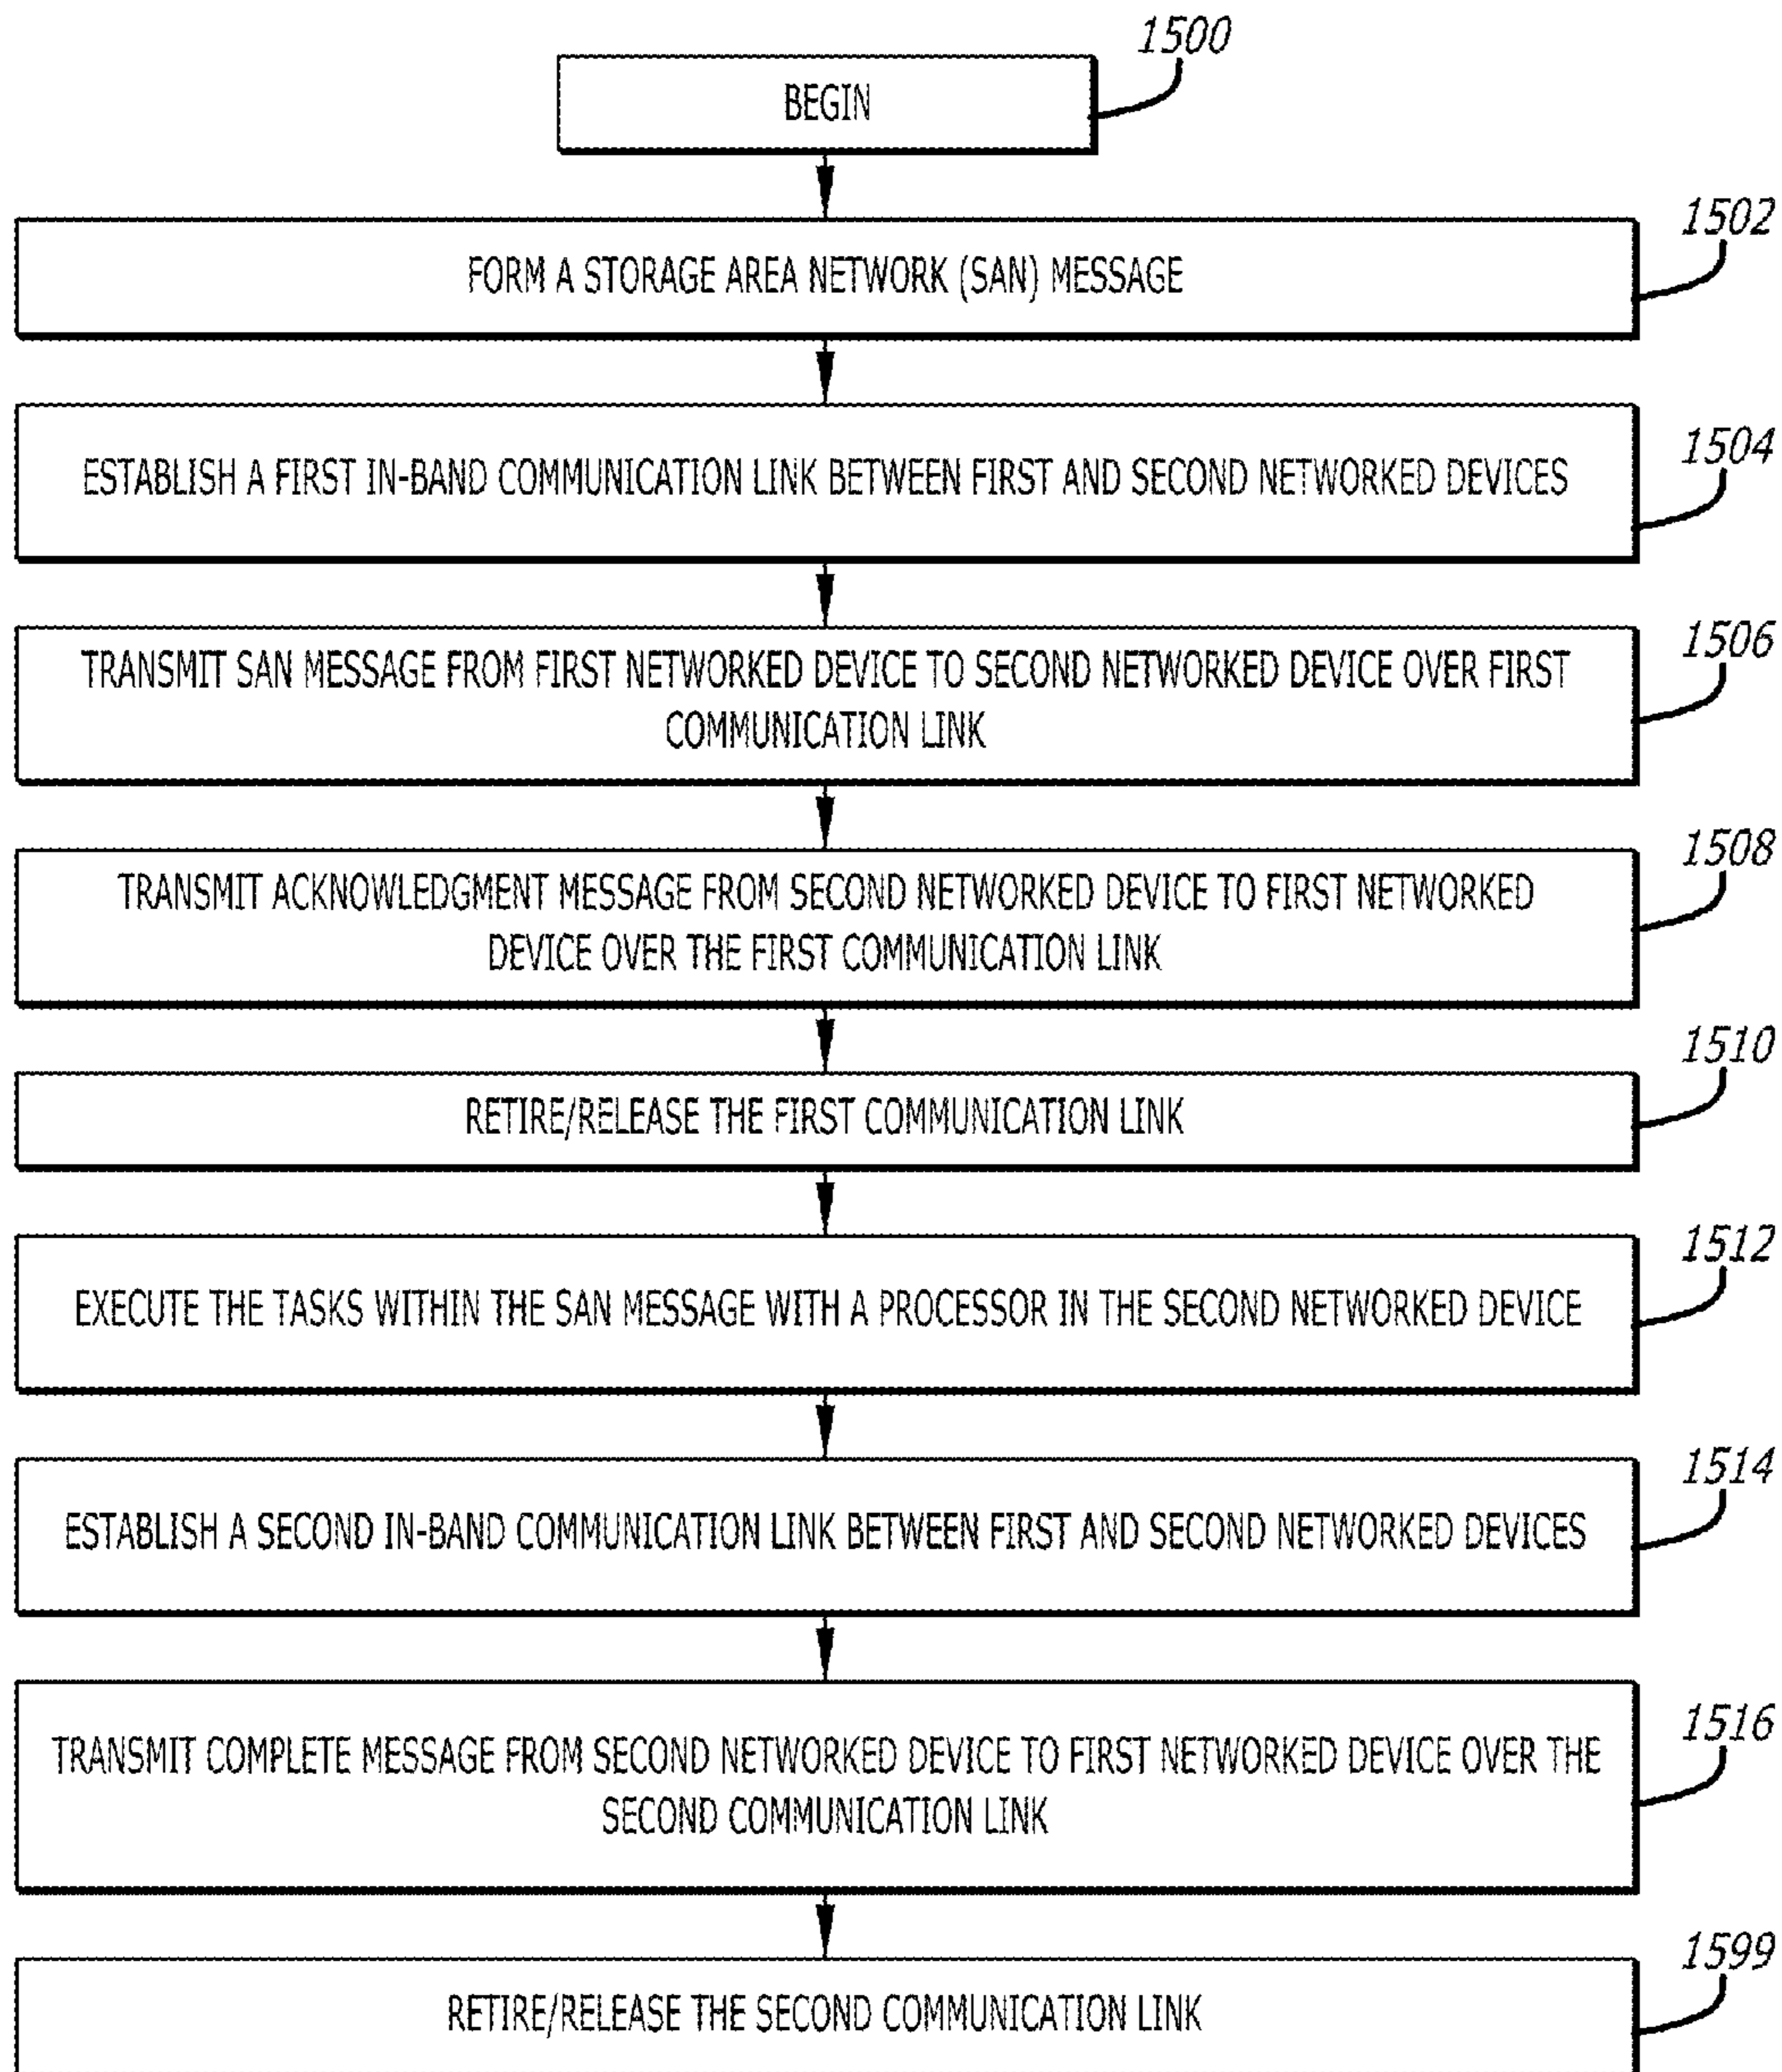 1500
BEGIN
1502
FORM A STORAGE AREA NETWORK (SAN) MESSAGE
1504
ESTABLISH A FIRST IN-BAND COMMUNICATION LINK BETWEEN FIRST AND SECOND NETWORKED DEVICES
1506
TRANSMIT SAN MESSAGE FROM FIRST NETWORKED DEVICE TO SECOND NETWORKED DEVICE OVER FIRST
COMMUNICATION LINK
1508
TRANSMIT ACKNOWLEDGMENT MESSAGE FROM SECOND NETWORKED DEVICE TO FIRST NETWORKED
DEVICE OVER THE FIRST COMMUNICATION LINK
1510
RETIRE/RELEASE THE FIRST COMMUNICATION LINK
1512
EXECUTE THE TASKS WITHIN THE SAN MESSAGE WITH A PROCESSOR IN THE SECOND NETWORKED DEVICE
1514
ESTABLISH A SECOND IN-BAND COMMUNICATION LINK BETWEEN FIRST AND SECOND NETWORKED DEVICES
1516
TRANSMIT COMPLETE MESSAGE FROM SECOND NETWORKED DEVICE TO FIRST NETWORKED DEVICE OVER THE
SECOND COMMUNICATION LINK
1599
RETIRE/RELEASE THE SECOND COMMUNICATION LINK